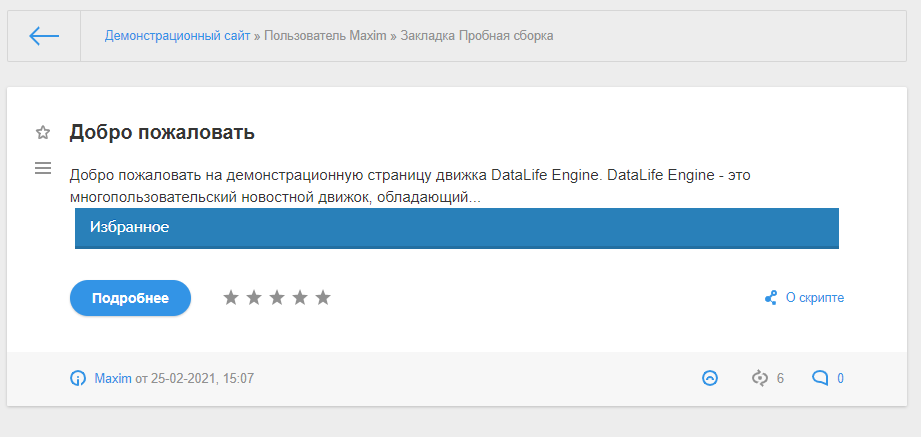 Демонстрационный сайт » Пользователь Maxim » Закладка Пробная сборка
Добро пожаловать
Добро пожаловать на демонстрационную страницу движка DataLife Engine. DataLife Engine - это
многопользовательский новостной движок, обладающий...
Избранное
Подробнее
О скрипте
Maxim от 25-02-2021, 15:07
6
0